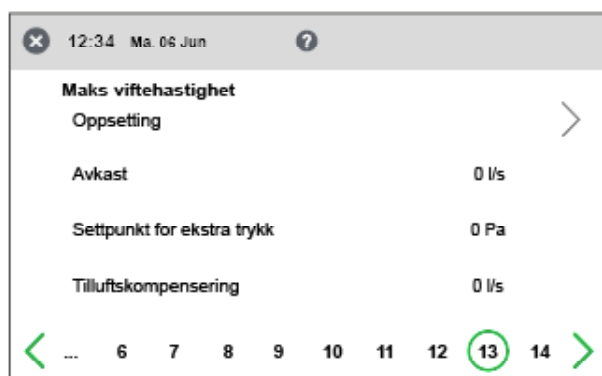 12:34 Ma. 06 Jun ?
Maks viftehastighet
Oppsetting
Avkast 0 l/s
Settpunkt for ekstra trykk 0 Pa
Tilluftskompensering 0 l/s
... 6 7 8 9 10 11 12 13 14